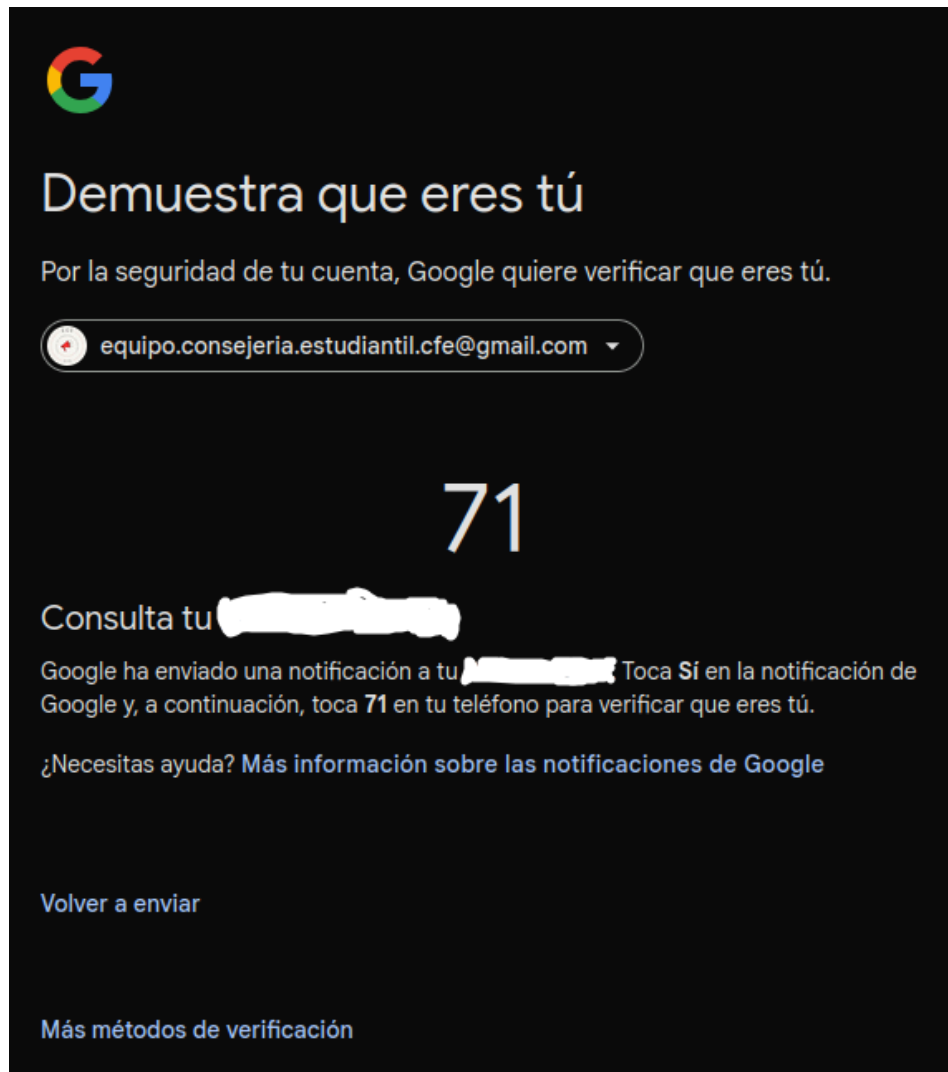 Demuestra que eres tú
Por la seguridad de tu cuenta, Google quiere verificar que eres tú.
equipo.consejeria.estudiantil.cfe@gmail.com
71
Consulta tu
Google ha enviado una notificación a tu Toca Sí en la notificación de
Google y, a continuación, toca 71 en tu teléfono para verificar que eres tú.
¿Necesitas ayuda? Más información sobre las notificaciones de Google
Volver a enviar
Más métodos de verificación